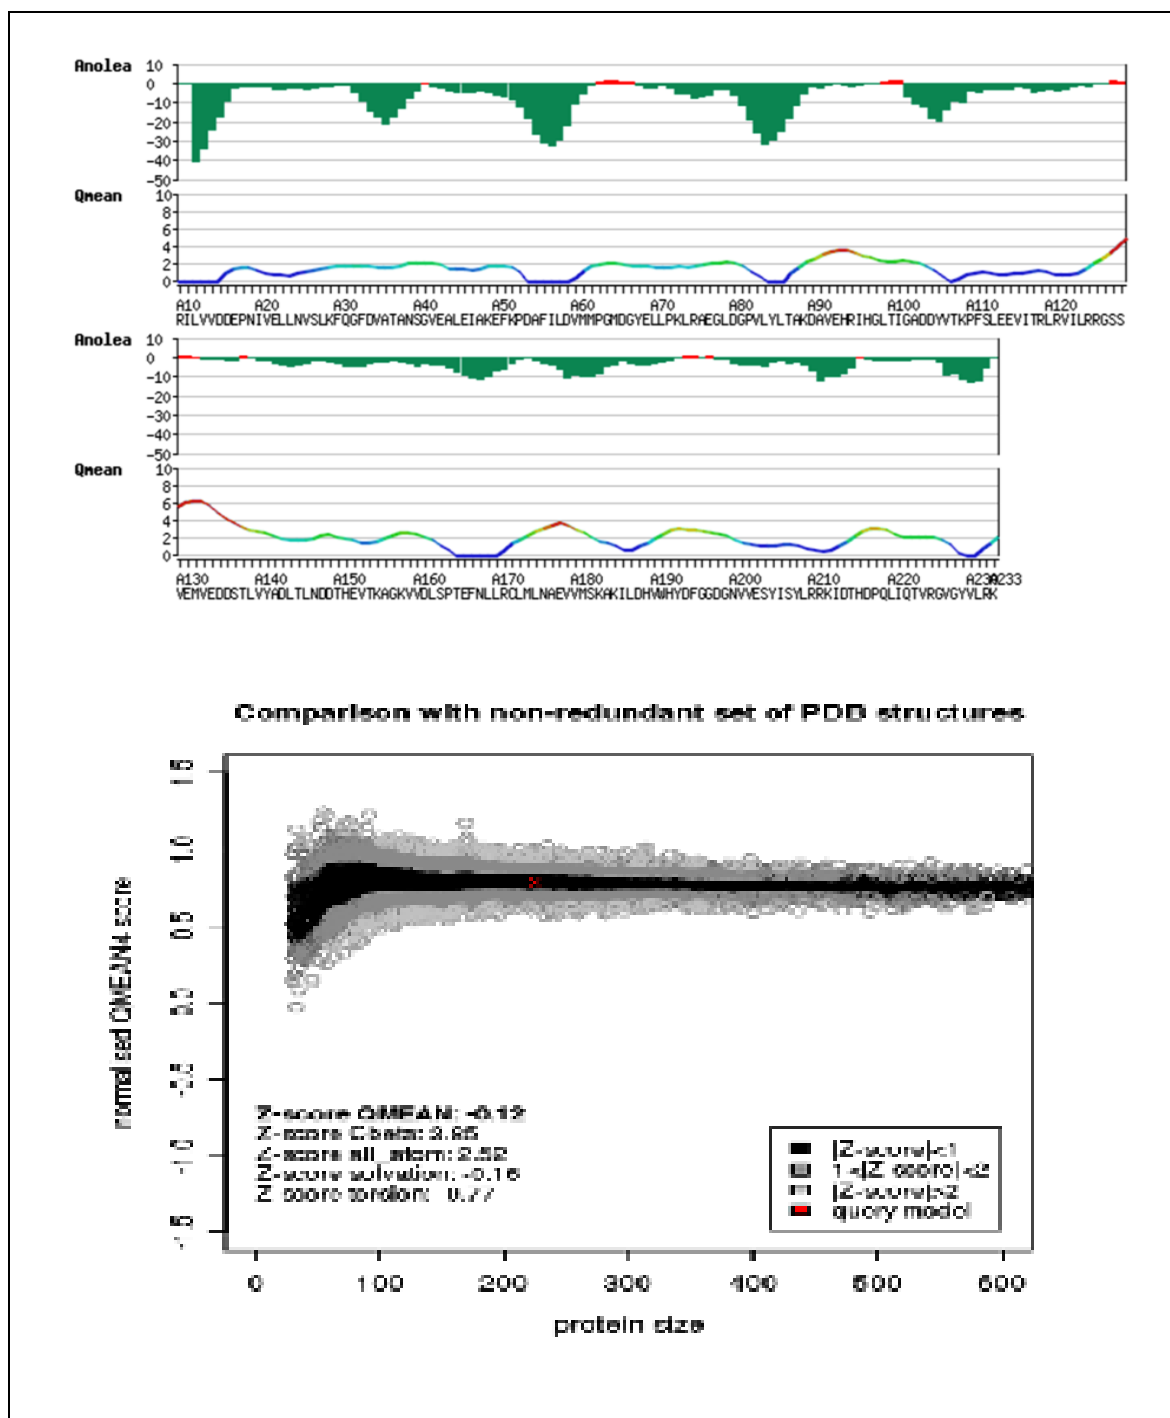 Anolea
10
0
-10
-20
-30
-40
-50
Qmean
10
8
6
4
2
0
A10 A20 A30 A40 A50 A60 A70 A80 A90 A100 A110 A120
RILVVDDEPNIVELLNVSLKFQGFDVATANSGVEALEIAKEFKPDAFILDVMMPGMDGYELLPKLRAEGLDGPVLYLTAKDAVEHRIHGLTIGADDYVTKPFSLEEVITRLRVILRRGSS
Anolea
10
0
-10
-20
-30
-40
-50
Qmean
10
8
6
4
2
0
A130 A140 A150 A160 A170 A180 A190 A200 A210 A220 A233
VEMVEDDSTLVYADLTLNDDTHEVTKAGKVVDLSPTEFNLLRCLMLNAEVVMSKAKILDHVWHYDFGGDGNVVESYISYLRRKIDTHDPQLIQTVRGVGYVLRK
Comparison with non-redundant set of PDB structures
normalised QMEAN4 score
1.5
1.0
0.5
0.0
-0.5
-1.0
-1.5
Z-score QMEAN: -0.12
Z-score Cbeta:
Z-score all_atom: 2.52
Z-score solvation: -0.16
Z-score torsion: -0.77
|Z-score|<1
1<|Z-score|<2
|Z-score|>2
query model
0 100 200 300 400 500 600
protein size